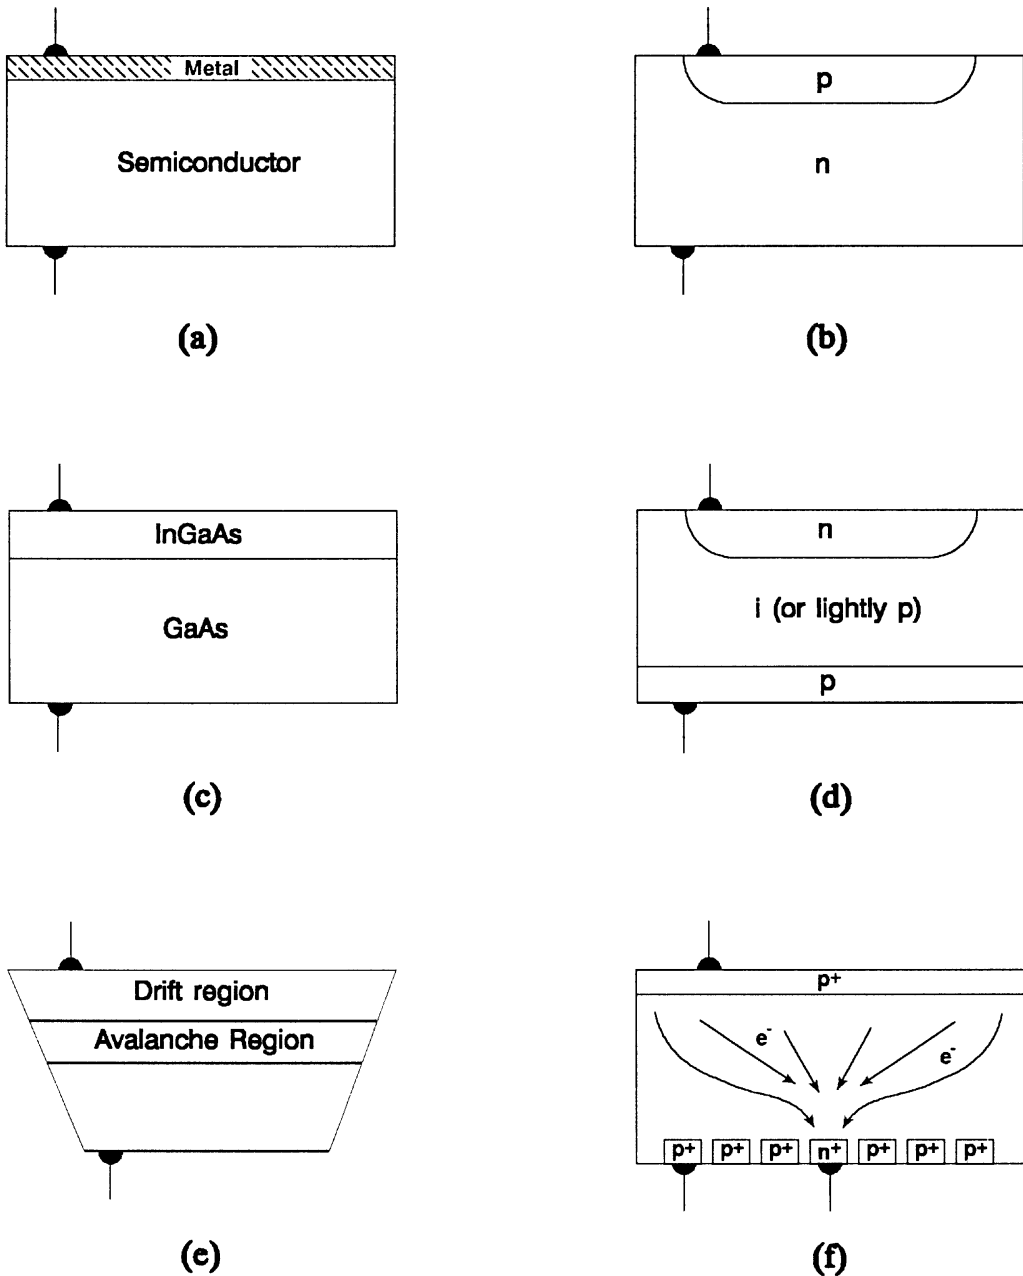 Metal
Semiconductor
(a)
p
n
(b)
InGaAs
GaAs
(c)
n
i (or lightly p)
p
(d)
Drift region
Avalanche Region
(e)
p+
e-
e-
p+ p+ p+ n+ p+ p+ p+
(f)